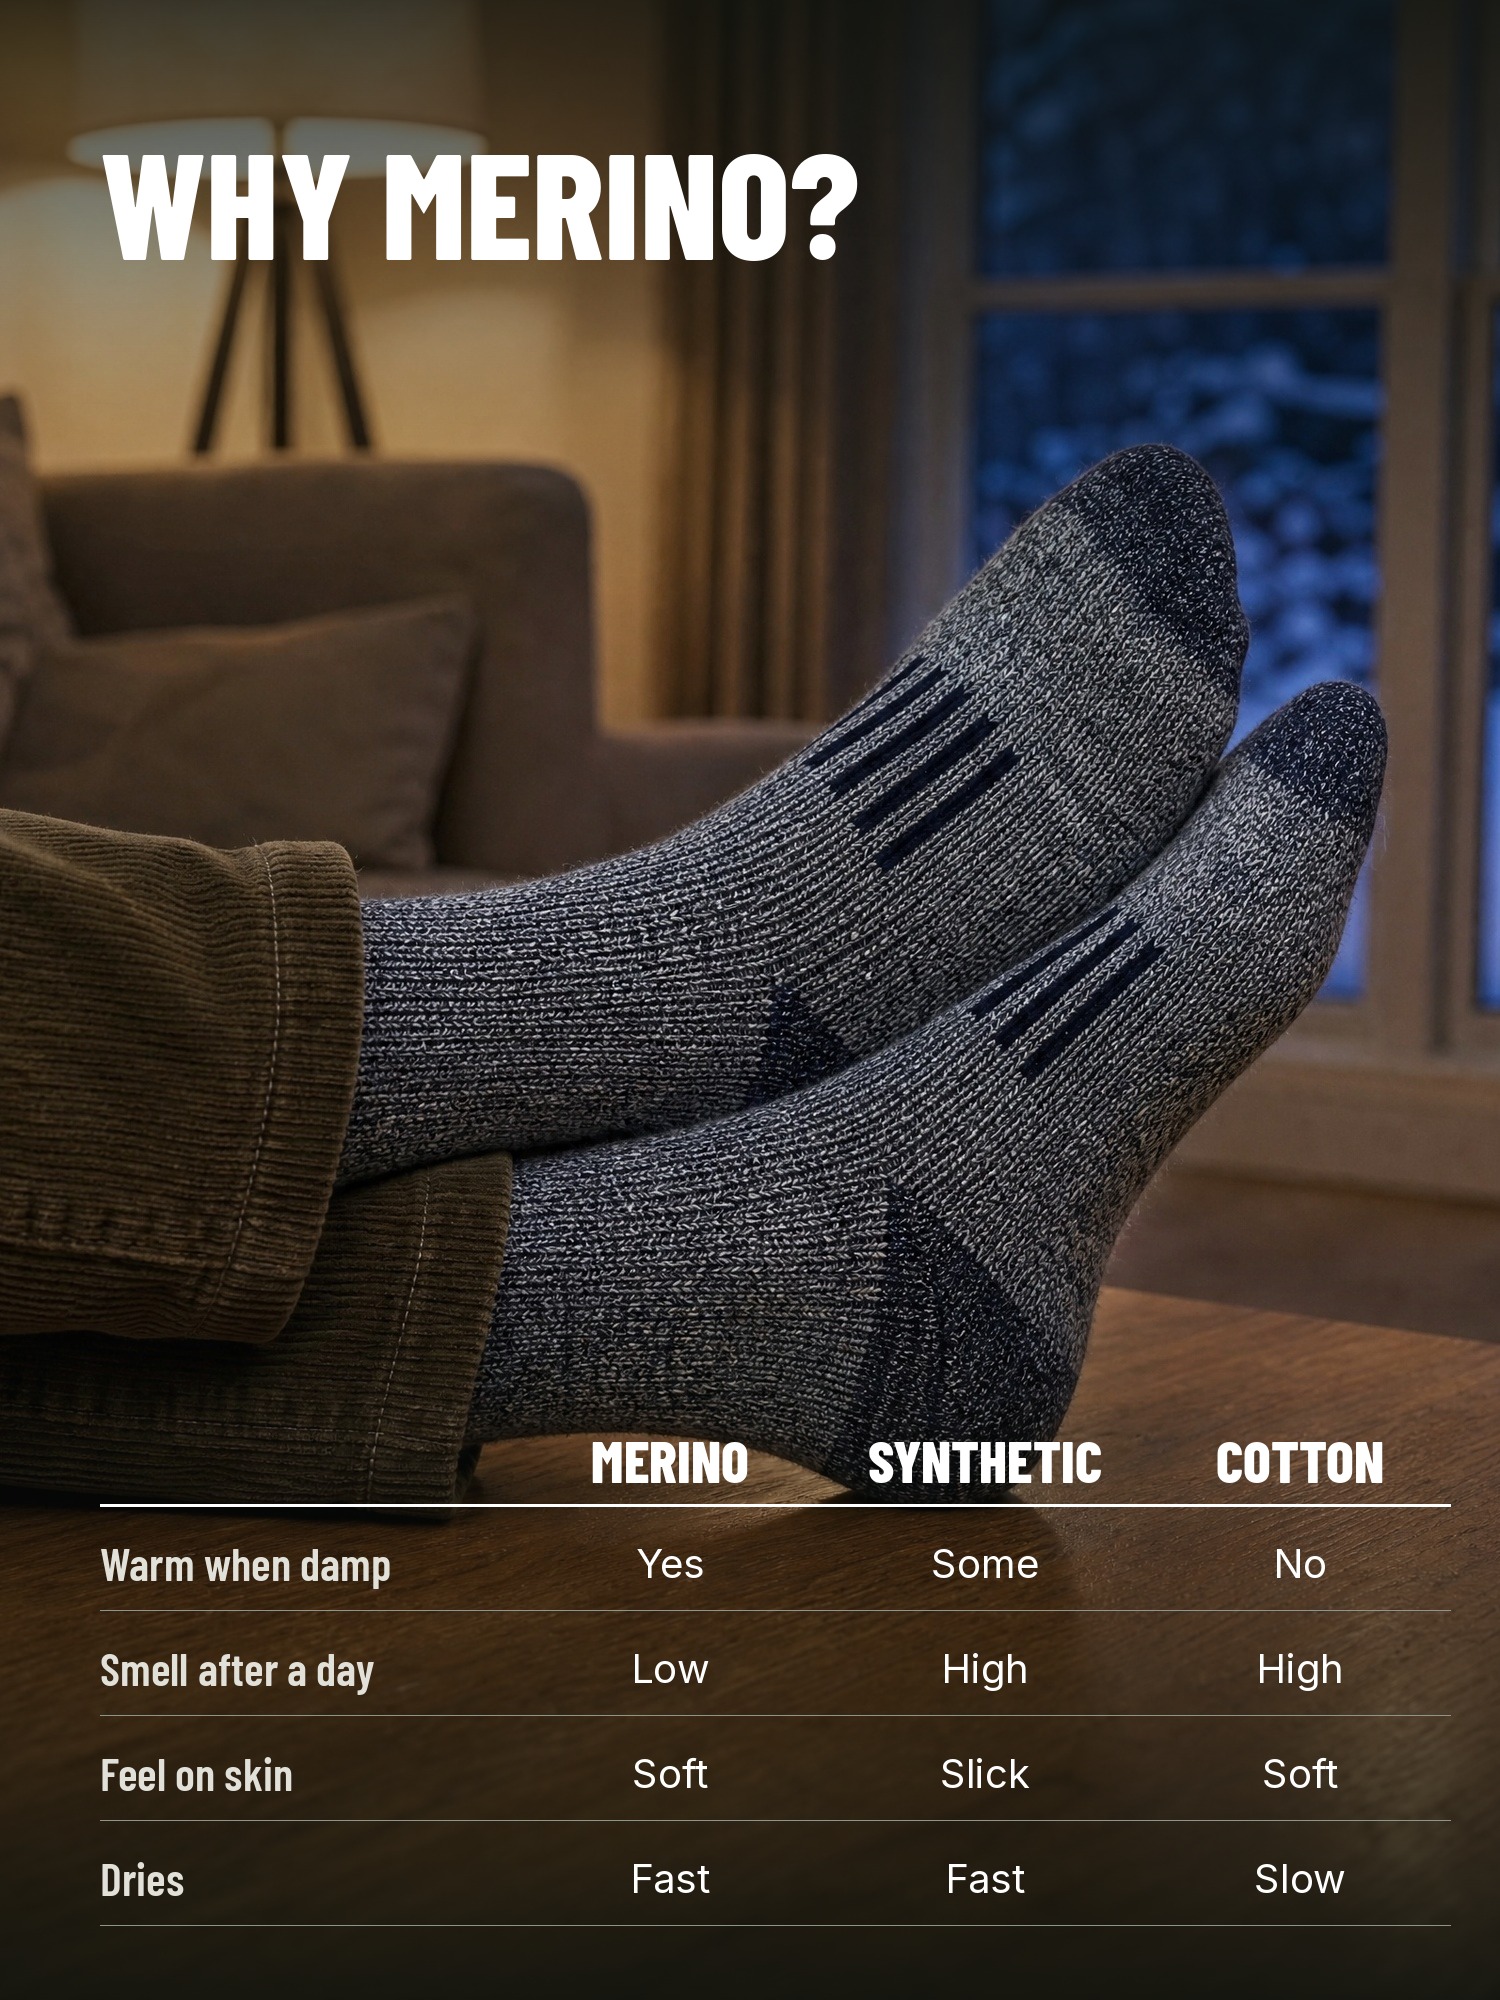 WHY MERINO?
MERINO SYNTHETIC COTTON
Warm when damp Yes Some No
Smell after a day Low High High
Feel on skin Soft Slick Soft
Dries Fast Fast Slow